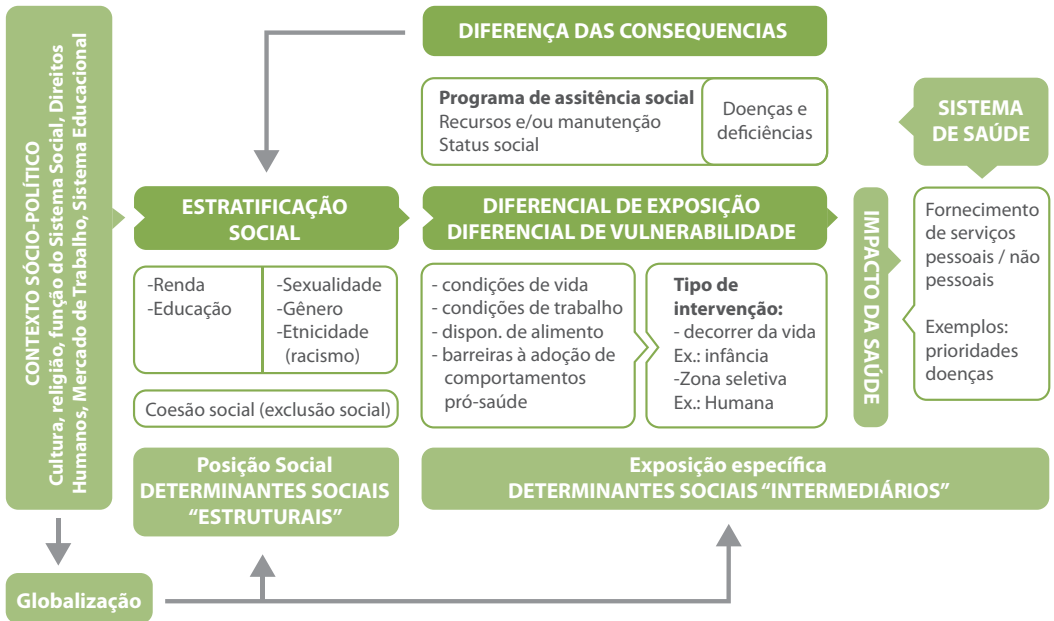 CONTEXTO SÓCIO-POLÍTICO
Cultura, religião, função do Sistema Social, Direitos
Humanos, Mercado de Trabalho, Sistema Educacional
Globalização
DIFERENÇA DAS CONSEQUENCIAS
Programa de assitência social
Recursos e/ou manutenção
Status social
Doenças e
deficiências
ESTRATIFICAÇÃO
SOCIAL
-Renda
-Educação
-Sexualidade
-Gênero
-Etnicidade
(racismo)
Coesão social (exclusão social)
Posição Social
DETERMINANTES SOCIAIS
“ESTRUTURAIS”
DIFERENCIAL DE EXPOSIÇÃO
DIFERENCIAL DE VULNERABILIDADE
- condições de vida
- condições de trabalho
- dispon. de alimento
- barreiras à adoção de
comportamentos
pró-saúde
Tipo de
intervenção:
- decorrer da vida
Ex.: infância
-Zona seletiva
Ex.: Humana
Exposição específica
DETERMINANTES SOCIAIS “INTERMEDIÁRIOS”
IMPACTO DA SAÚDE
SISTEMA
DE SAÚDE
Fornecimento
de serviços
pessoais / não
pessoais
Exemplos:
prioridades
doenças